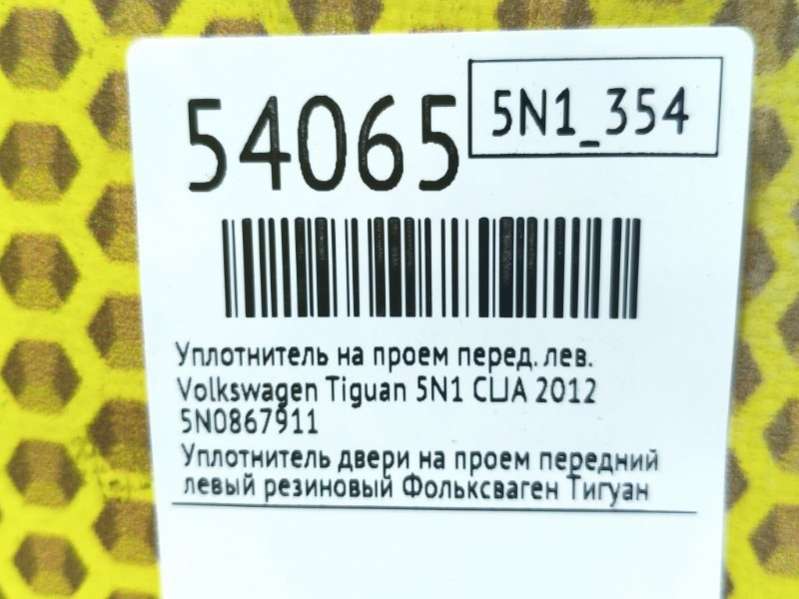 54065
5N1_354
Уплотнитель на проем перед. лев.
Volkswagen Tiguan 5N1 CLJA 2012
5N0867911
Уплотнитель двери на проем передний
левый резиновый Фольксваген Тигуан